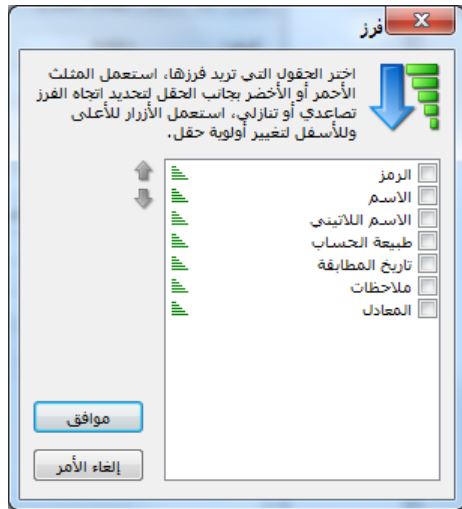 فرز
اختر الحقول التي تريد فرزها، استعمل المثلث
الأحمر أو الأخضر بجانب الحقل لتحديد اتجاه الفرز
تصاعدي أو تنازلي، استعمل الأزرار للأعلى
وللأسفل لتغيير أولوية حقل.
الرمز
الاسم
الاسم اللاتيني
طبيعة الحساب
تاريخ المطابقة
ملاحظات
المعادل
موافق
إلغاء الأمر